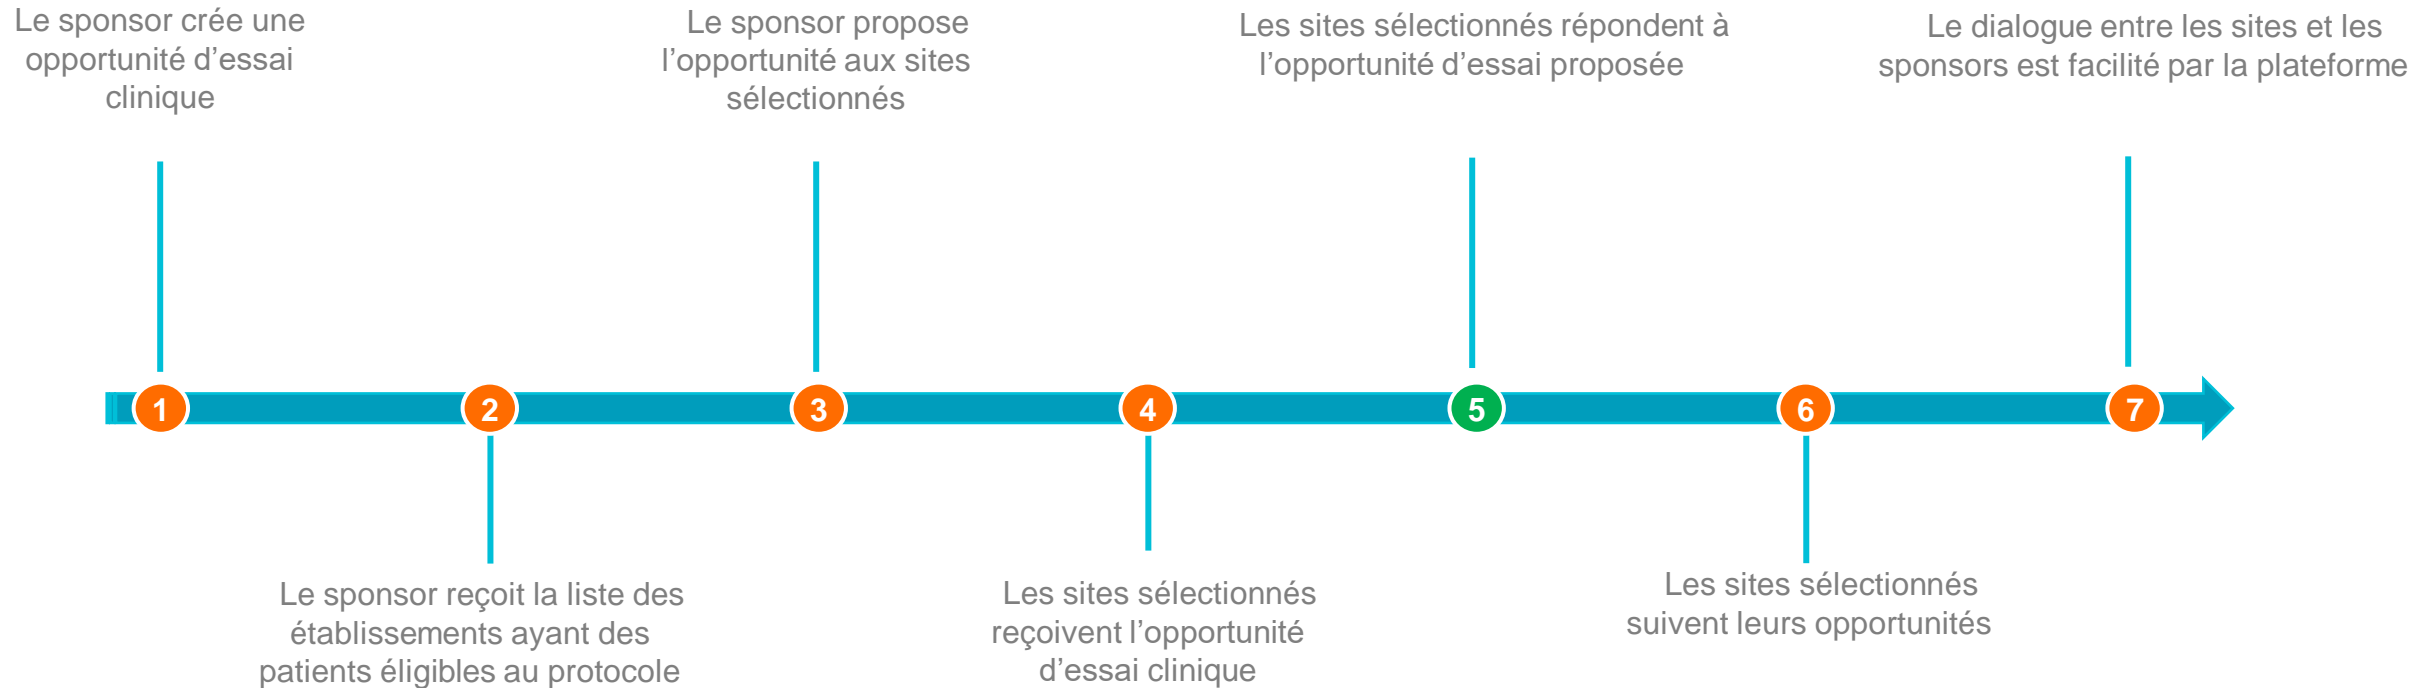 Le sponsor crée une
opportunité d’essai
clinique
Le sponsor propose
l’opportunité aux sites
sélectionnés
Les sites sélectionnés répondent à
l’opportunité d’essai proposée
Le dialogue entre les sites et les
sponsors est facilité par la plateforme
1
2
3
4
5
6
7
Le sponsor reçoit la liste des
établissements ayant des
patients éligibles au protocole
Les sites sélectionnés
reçoivent l’opportunité
d’essai clinique
Les sites sélectionnés
suivent leurs opportunités